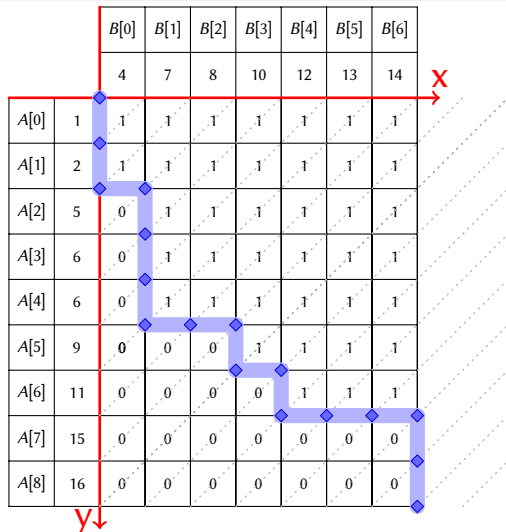 B[0] B[1] B[2] B[3] B[4] B[5] B[6]
4 7 8 10 12 13 14
x
A[0] 1 1 1 1 1 1 1 1
A[1] 2 1 1 1 1 1 1 1
A[2] 5 0 1 1 1 1 1 1
A[3] 6 0 1 1 1 1 1 1
A[4] 6 0 1 1 1 1 1 1
A[5] 9 0 0 0 1 1 1 1
A[6] 11 0 0 0 0 1 1 1
A[7] 15 0 0 0 0 0 0 0
A[8] 16 0 0 0 0 0 0 0
y